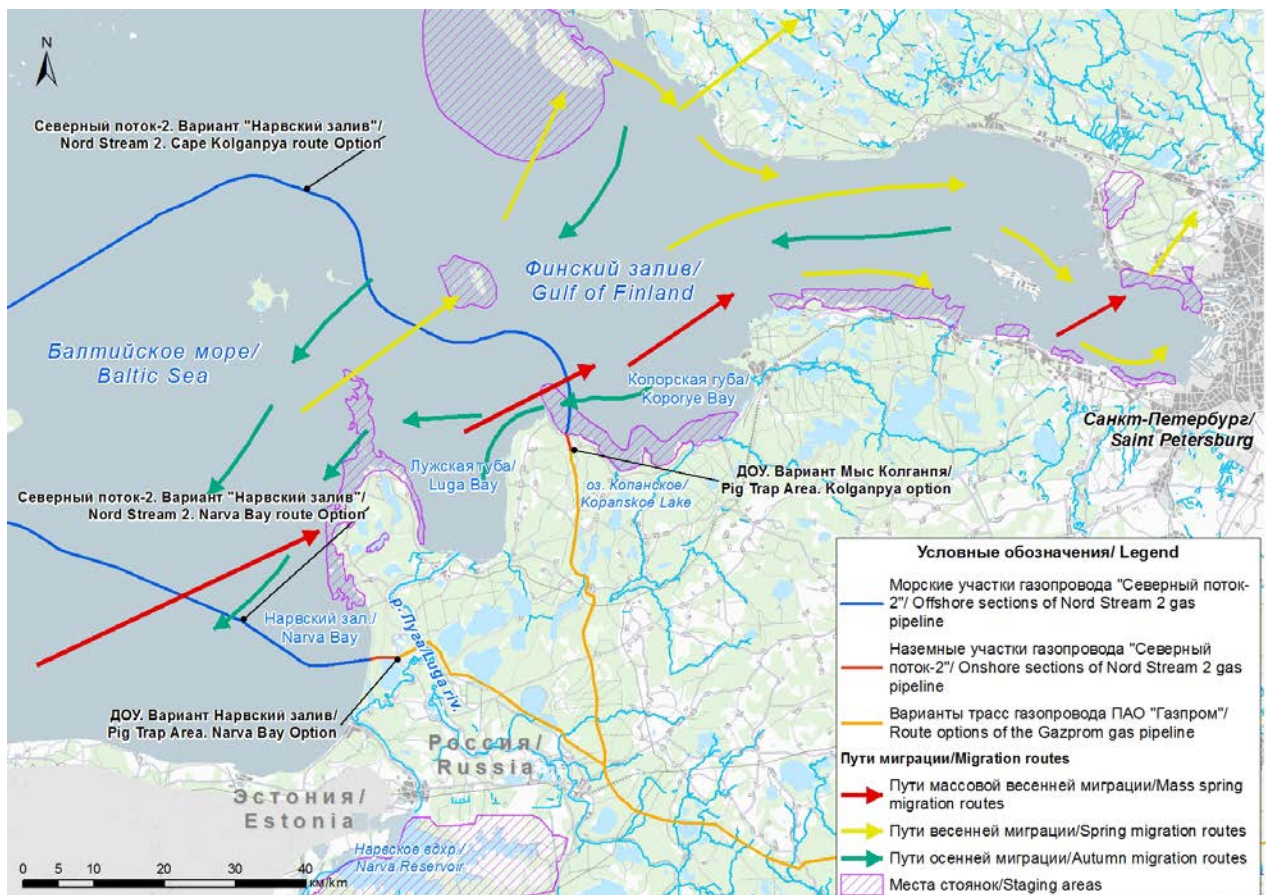 N
Северный поток-2. Вариант "Нарвский залив"/
Nord Stream 2. Cape Kolganpya route Option
Финский залив/
Gulf of Finland
Балтийское море/
Baltic Sea
Копорская губа/
Koporye Bay
Санкт-Петербург/
Saint Petersburg
Лужская губа/
Luga Bay
ДОУ. Вариант Мыс Колганпя/
Pig Trap Area. Kolganpya option
оз. Копанское/
Kopanskoe Lake
Северный поток-2. Вариант "Нарвский залив"/
Nord Stream 2. Narva Bay route Option
Нарвский зал./
Narva Bay
р. Луга/Luga riv.
ДОУ. Вариант Нарвский залив/
Pig Trap Area. Narva Bay Option
Россия/
Russia
Эстония/
Estonia
Нарвское вдхр./
Narva Reservoir
0 5 10 20 30 40
км/km
Условные обозначения/ Legend
Морские участки газопровода "Северный поток-
2"/ Offshore sections of Nord Stream 2 gas
pipeline
Наземные участки газопровода "Северный
поток-2"/ Onshore sections of Nord Stream 2 gas
pipeline
Варианты трасс газопровода ПАО "Газпром"/
Route options of the Gazprom gas pipeline
Пути миграции/Migration routes
Пути массовой весенней миграции/Mass spring
migration routes
Пути весенней миграции/Spring migration routes
Пути осенней миграции/Autumn migration routes
Места стоянок/Staging areas